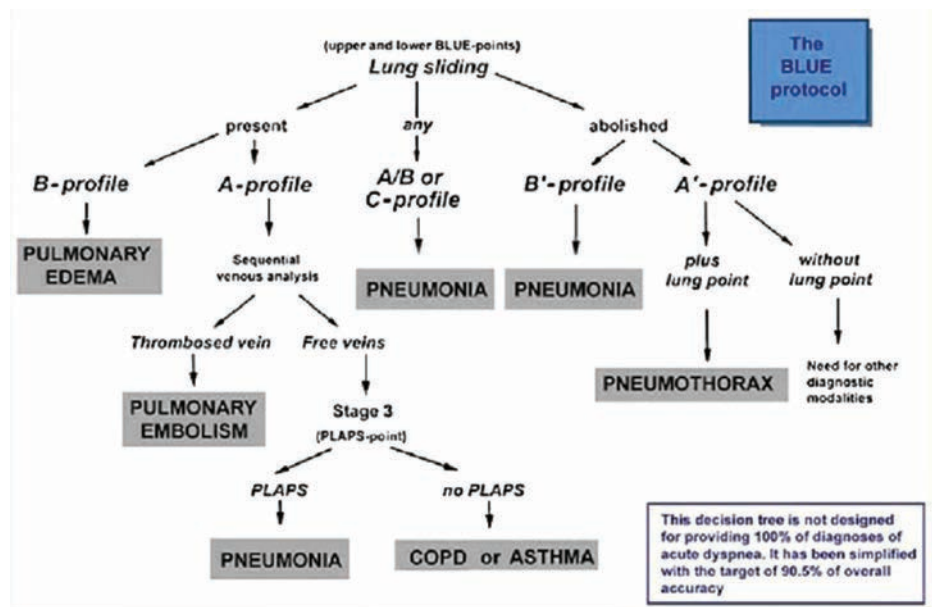 The
BLUE
protocol
(upper and lower BLUE-points)
Lung sliding
present
any
abolished
B-profile
A-profile
A/B or
C-profile
B'-profile
A'-profile
PULMONARY
EDEMA
Sequential
venous analysis
PNEUMONIA
PNEUMONIA
plus
lung point
without
lung point
Thrombosed vein
Free veins
PNEUMOTHORAX
Need for other
diagnostic
modalities
PULMONARY
EMBOLISM
Stage 3
(PLAPS-point)
PLAPS
no PLAPS
PNEUMONIA
COPD or ASTHMA
This decision tree is not designed
for providing 100% of diagnoses of
acute dyspnea. It has been simplified
with the target of 90.5% of overall
accuracy